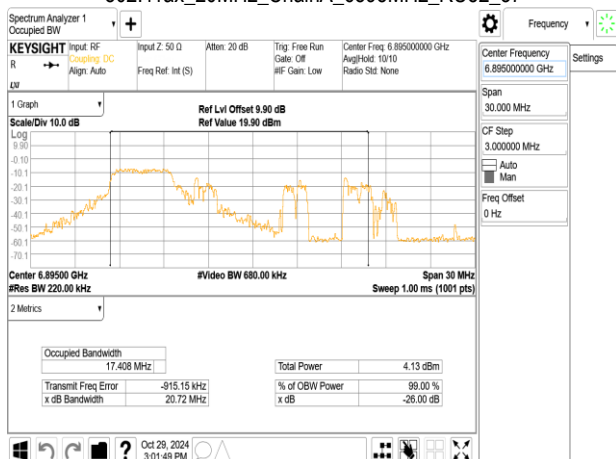 Spectrum Analyzer 1
Occupied BW
Frequency
KEYSIGHT
Input: RF
Coupling: DC
Align: Auto
Input Z: 50 Ω
Freq Ref: Int (S)
Atten: 20 dB
Trig: Free Run
Gate: Off
#IF Gain: Low
Center Freq: 6.895000000 GHz
Avg|Hold: 10/10
Radio Std: None
R
Center Frequency
6.895000000 GHz
Settings
Span
30.000 MHz
CF Step
3.000000 MHz
Auto
Man
Freq Offset
0 Hz
1 Graph
Scale/Div 10.0 dB
Ref Lvl Offset 9.90 dB
Ref Value 19.90 dBm
Log
9.90
-0.10
-10.1
-20.1
-30.1
-40.1
-50.1
-60.1
-70.1
Center 6.89500 GHz
#Video BW 680.00 kHz
Span 30 MHz
#Res BW 220.00 kHz
Sweep 1.00 ms (1001 pts)
2 Metrics
Occupied Bandwidth
17.408 MHz
Total Power 4.13 dBm
Transmit Freq Error -915.15 kHz
% of OBW Power 99.00 %
x dB Bandwidth 20.72 MHz
x dB -26.00 dB
Oct 29, 2024
3:01:49 PM